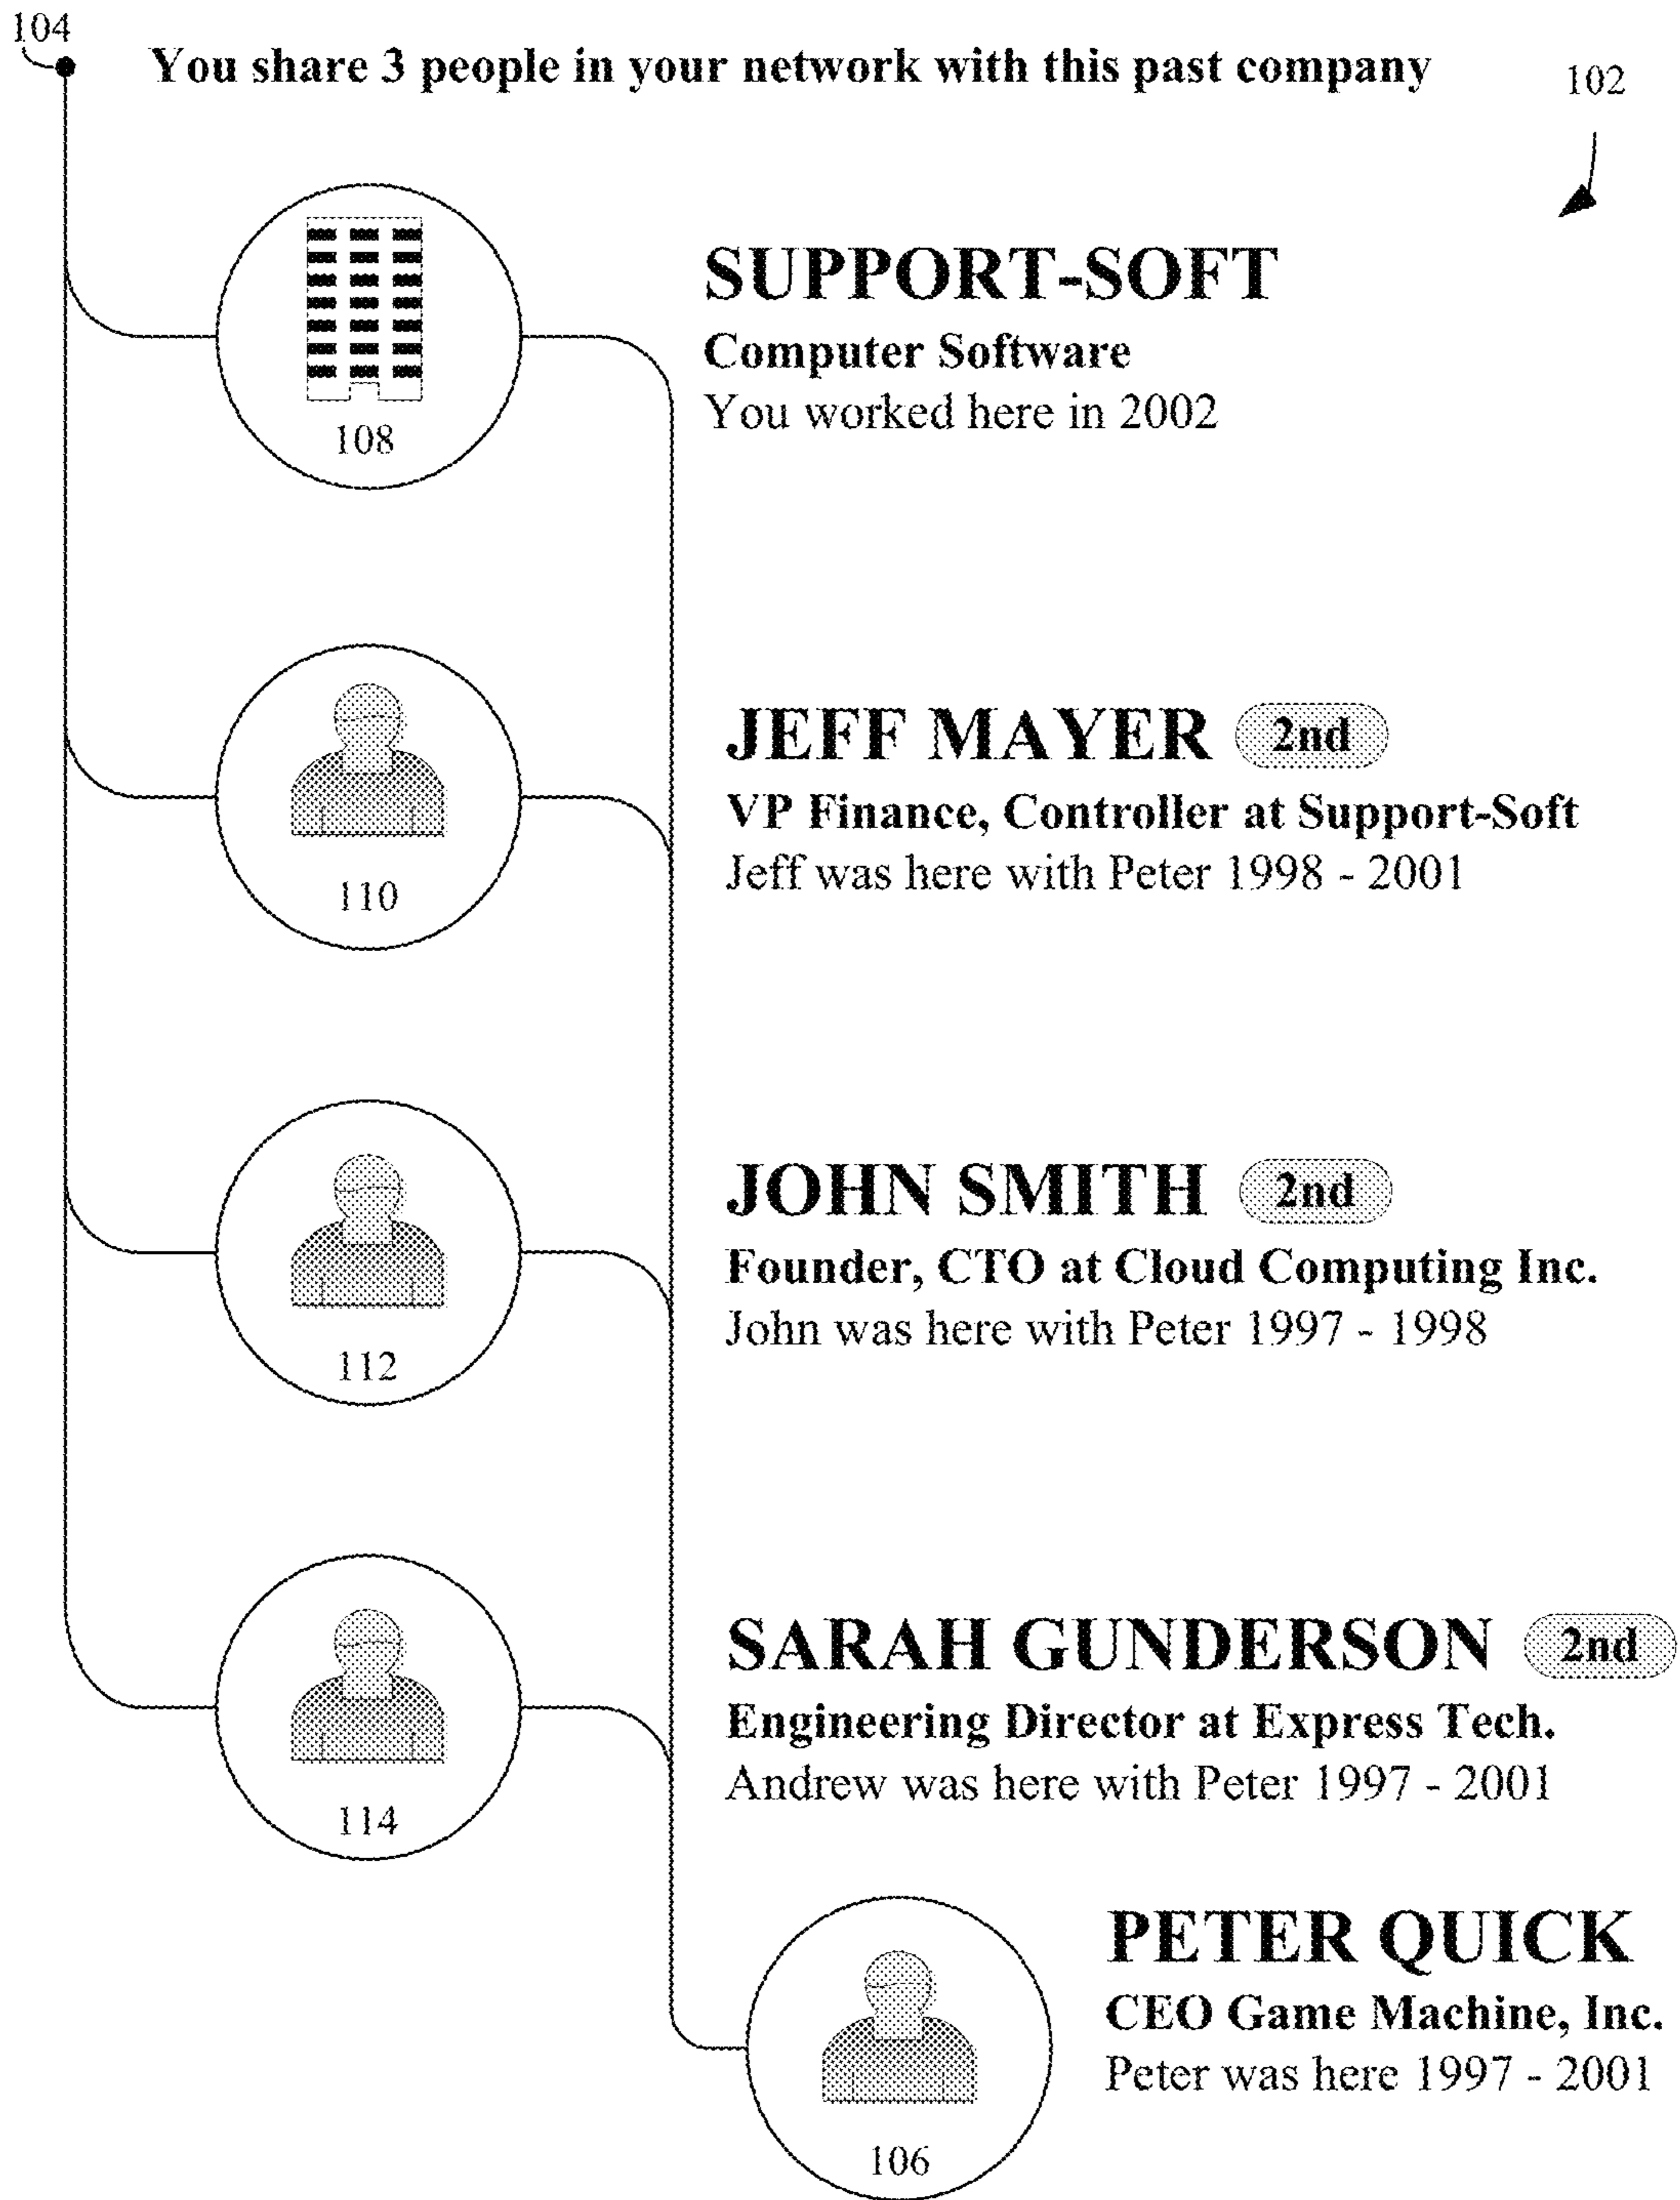 104
You share 3 people in your network with this past company
102
SUPPORT-SOFT
Computer Software
You worked here in 2002
108
JEFF MAYER 2nd
VP Finance, Controller at Support-Soft
Jeff was here with Peter 1998 - 2001
110
JOHN SMITH 2nd
Founder, CTO at Cloud Computing Inc.
John was here with Peter 1997 - 1998
112
SARAH GUNDERSON 2nd
Engineering Director at Express Tech.
Andrew was here with Peter 1997 - 2001
114
PETER QUICK
CEO Game Machine, Inc.
Peter was here 1997 - 2001
106